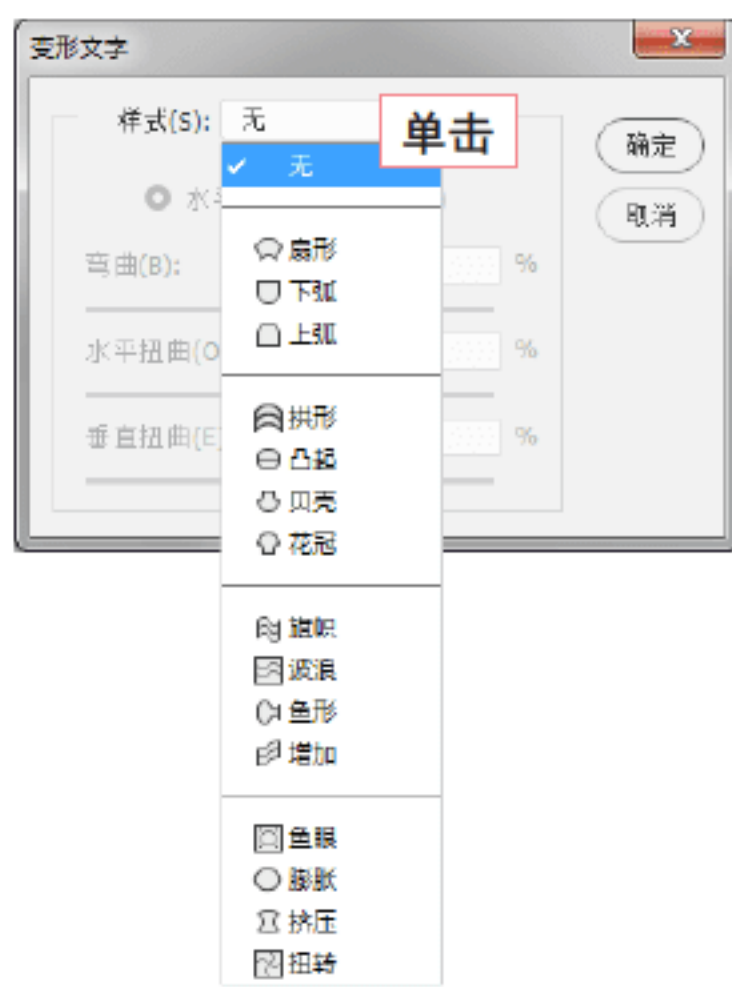 变形文字
样式(S): 无
单击
确定
无
水
取消
扇形
弯曲(B): %
下弧
上弧
水平扭曲(O %
拱形
垂直扭曲(E) %
凸起
贝壳
花冠
旗帜
波浪
鱼形
增加
鱼眼
膨胀
挤压
扭转